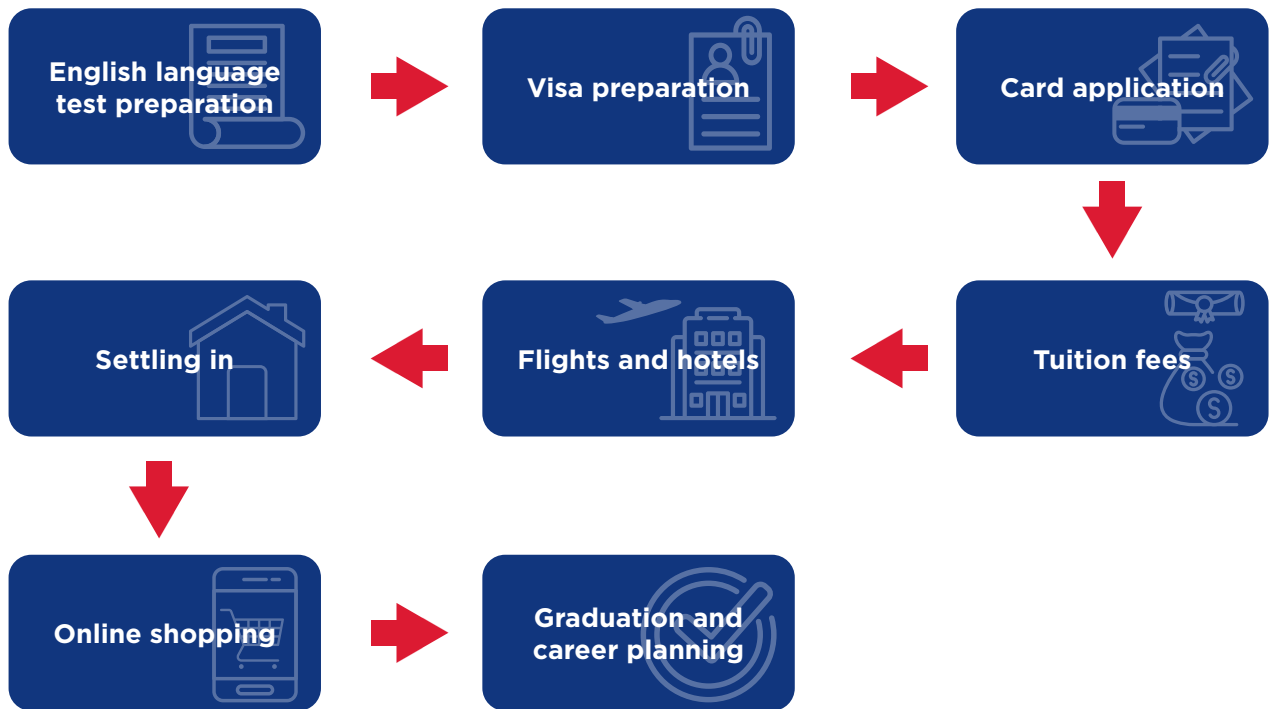 English language
test preparation
Visa preparation
Card application
Tuition fees
Flights and hotels
Settling in
Online shopping
Graduation and
career planning